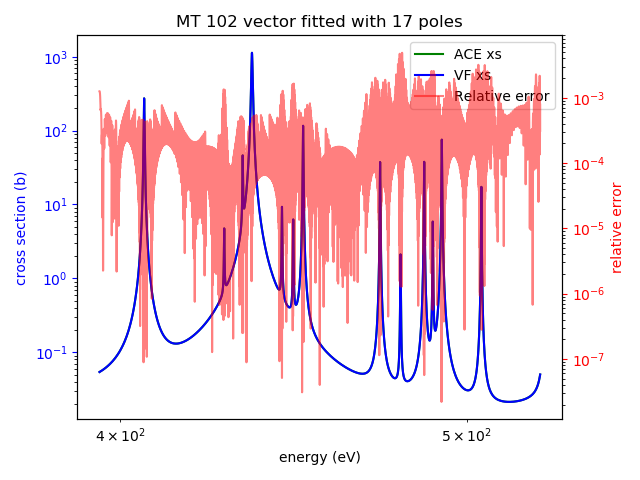 MT 102 vector fitted with 17 poles
ACE xs
VF xs
Relative error
10³
10²
10¹
10⁰
10⁻¹
cross section (b)
10⁻³
10⁻⁴
10⁻⁵
10⁻⁶
10⁻⁷
relative error
4 × 10² 5 × 10²
energy (eV)